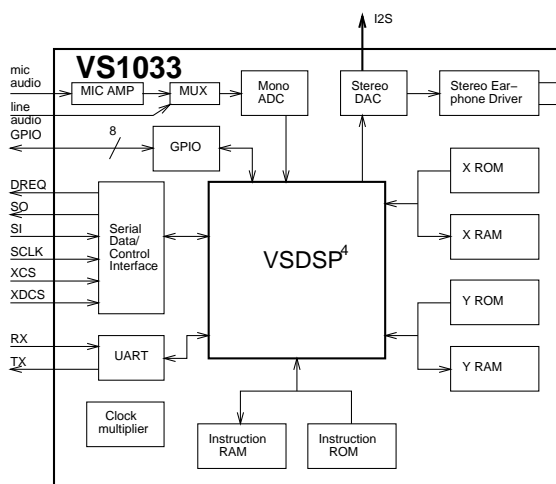 I2S
VS1033
mic
audio
MIC AMP
MUX
Mono
ADC
Stereo
DAC
Stereo Ear–
phone Driver
line
audio
GPIO
8
GPIO
DREQ
SO
SI
SCLK
XCS
XDCS
Serial
Data/
Control
Interface
VSDSP4
X ROM
X RAM
Y ROM
Y RAM
RX
TX
UART
Clock
multiplier
Instruction
RAM
Instruction
ROM